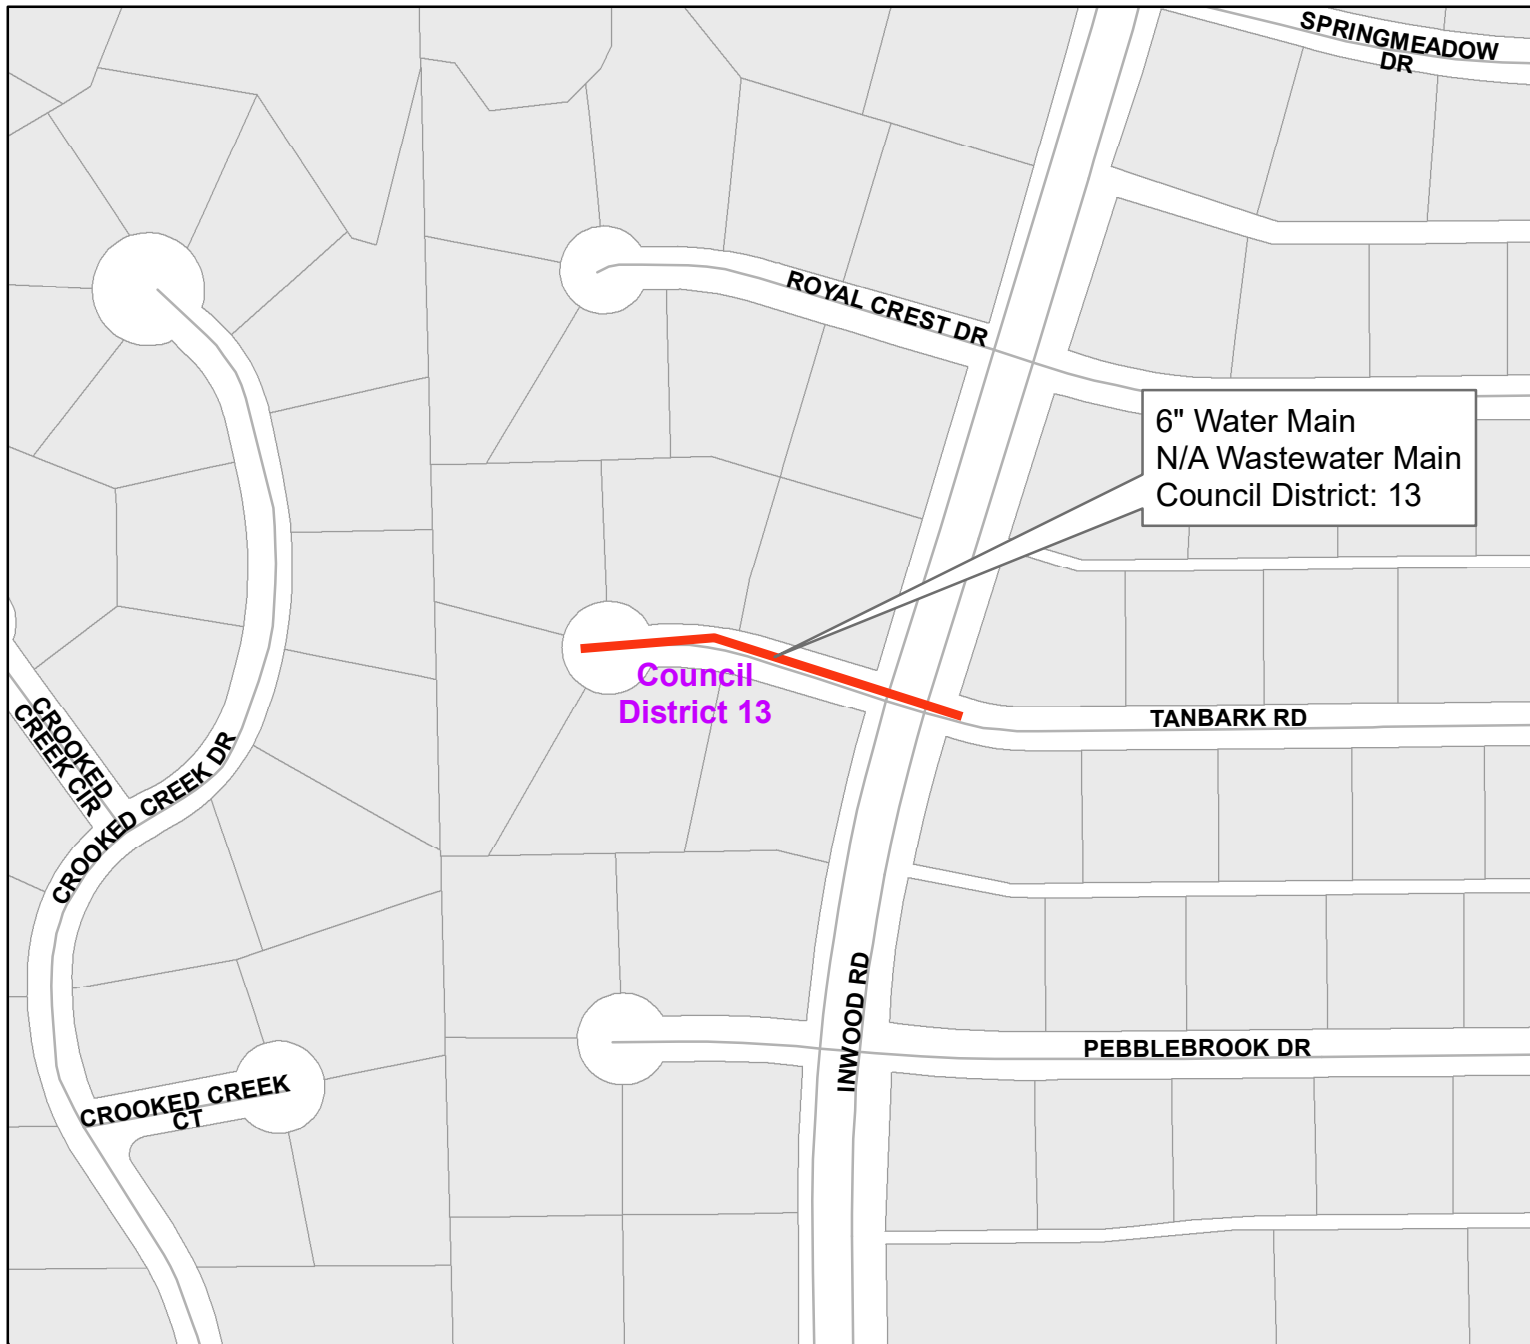 SPRINGMEADOW
DR
ROYAL CREST DR
6" Water Main
N/A Wastewater Main
Council District: 13
Council
District 13
TANBARK RD
CROOKED
CREEK CIR
CROOKED CREEK DR
INWOOD RD
PEBBLEBROOK DR
CROOKED CREEK
CT